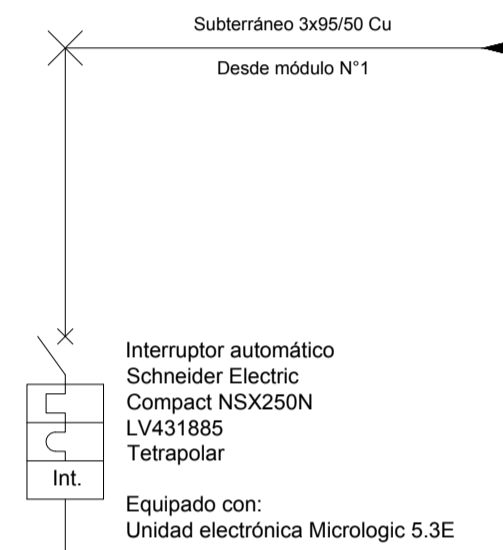 Subterráneo 3x95/50 Cu
Desde módulo N°1
Interruptor automático
Schneider Electric
Compact NSX250N
LV431885
Tetrapolar
Int.
Equipado con:
Unidad electrónica Micrologic 5.3E